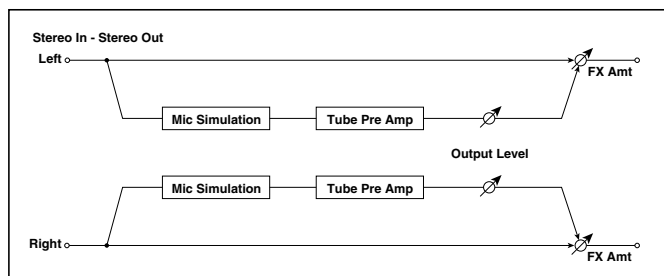 Stereo In - Stereo Out
Left
FX Amt
Mic Simulation
Tube Pre Amp
Output Level
Mic Simulation
Tube Pre Amp
Right
FX Amt